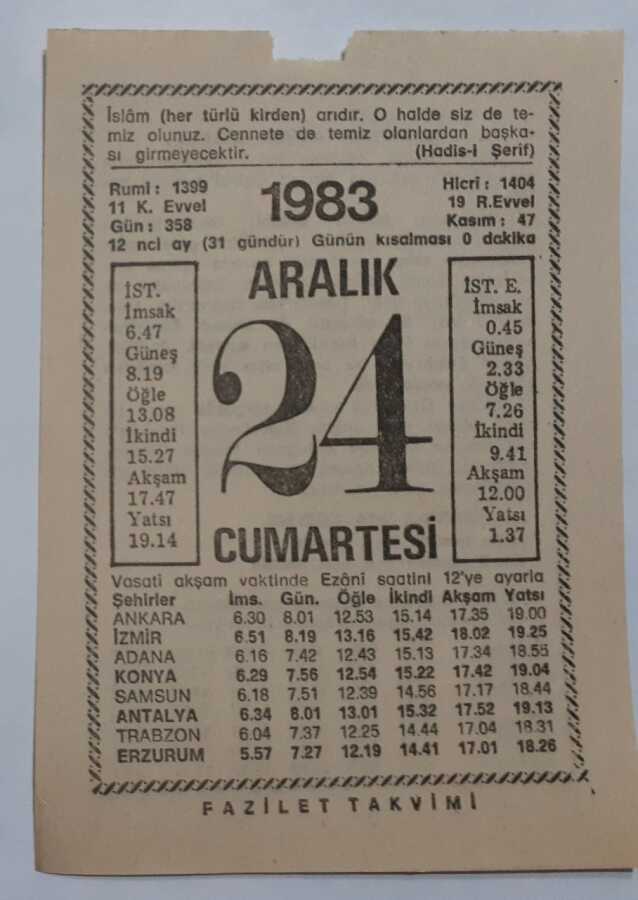 İslâm (her türlü kirden) arıdır. O halde siz de te-
miz olunuz. Cennete de temiz olanlardan başka-
sı girmeyecektir. (Hadis-i Şerif)
Rumi: 1399
11 K. Evvel
Gün: 358
1983
Hicrî: 1404
19 R.Evvel
Kasım: 47
12 nci ay (31 gündür) Günün kısalması 0 dakika
ARALIK
İST.
İmsak
6.47
Güneş
8.19
Öğle
13.08
İkindi
15.27
Akşam
17.47
Yatsı
19.14
24
İST. E.
İmsak
0.45
Güneş
2.33
Öğle
7.26
İkindi
9.41
Akşam
12.00
Yatsı
1.37
CUMARTESİ
Vasati akşam vaktinde Ezâni saatini 12'ye ayarla
Şehirler İms. Gün. Öğle İkindi Akşam Yatsı
ANKARA 6.30 8.01 12.53 15.14 17.35 19.00
İZMİR 6.51 8.19 13.16 15.42 18.02 19.25
ADANA 6.16 7.42 12.43 15.13 17.34 18.55
KONYA 6.29 7.56 12.54 15.22 17.42 19.04
SAMSUN 6.18 7.51 12.39 14.56 17.17 18.44
ANTALYA 6.34 8.01 13.01 15.32 17.52 19.13
TRABZON 6.04 7.37 12.25 14.44 17.04 18.31
ERZURUM 5.57 7.27 12.19 14.41 17.01 18.26
FAZİLET TAKVİMİ